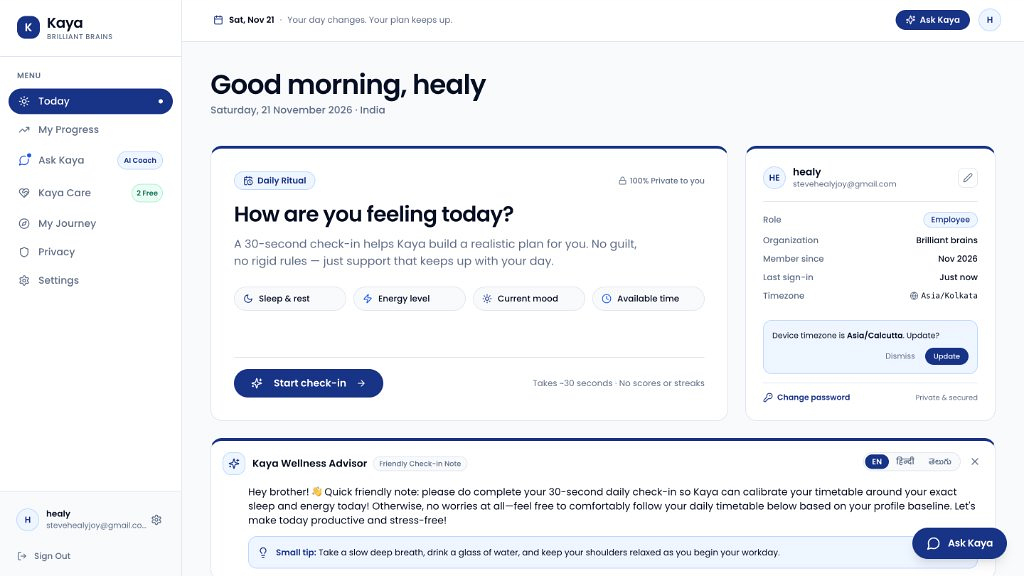 K
Kaya
BRILLIANT BRAINS
MENU
Today
My Progress
Ask Kaya
AI Coach
Kaya Care
2 Free
My Journey
Privacy
Settings
H
healy
stevehealyjoy@gmail.co...
Sign Out
Sat, Nov 21 · Your day changes. Your plan keeps up.
Ask Kaya
H
Good morning, healy
Saturday, 21 November 2026 · India
Daily Ritual
100% Private to you
How are you feeling today?
A 30-second check-in helps Kaya build a realistic plan for you. No guilt,
no rigid rules — just support that keeps up with your day.
Sleep & rest
Energy level
Current mood
Available time
Start check-in →
Takes ~30 seconds · No scores or streaks
HE
healy
stevehealyjoy@gmail.com
Role Employee
Organization Brilliant brains
Member since Nov 2026
Last sign-in Just now
Timezone Asia/Kolkata
Device timezone is Asia/Calcutta. Update?
Dismiss Update
Change password Private & secured
Kaya Wellness Advisor
Friendly Check-in Note
EN हिन्दी తెలుగు
Hey brother! 👋 Quick friendly note: please do complete your 30-second daily check-in so Kaya can calibrate your timetable around your exact
sleep and energy today! Otherwise, no worries at all—feel free to comfortably follow your daily timetable below based on your profile baseline. Let's
make today productive and stress-free!
Small tip: Take a slow deep breath, drink a glass of water, and keep your shoulders relaxed as you begin your workday.
Ask Kaya